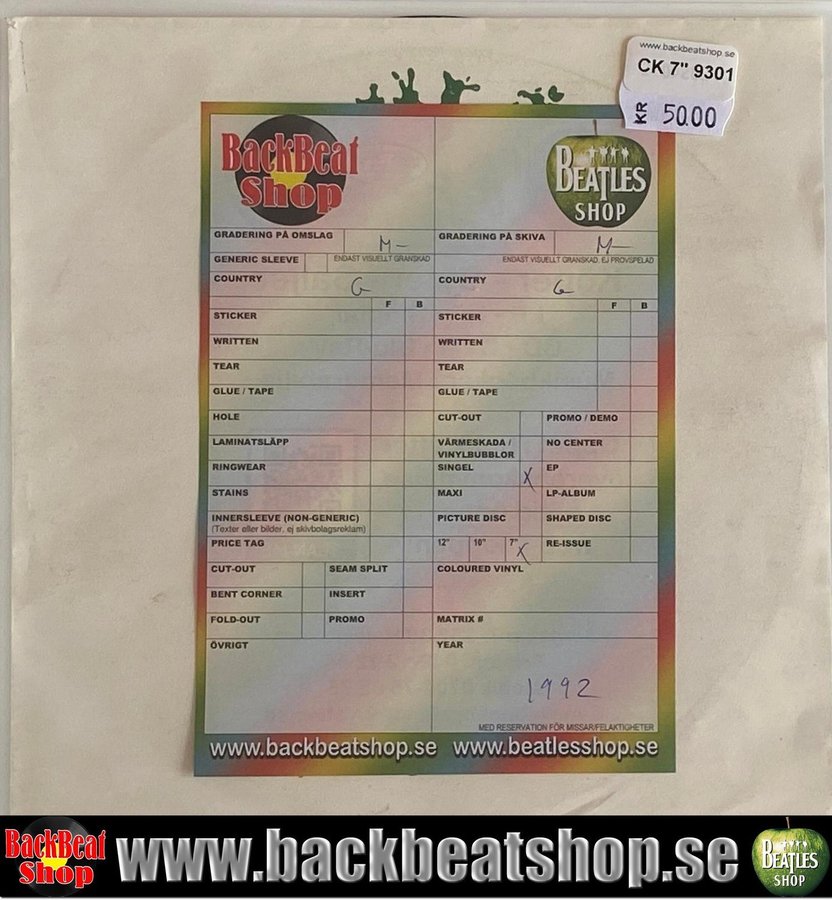 www.backbeatshop.se
CK 7" 9301
KR 50.00
BackBeat
Shop
BEATLES
SHOP
GRADERING PÅ OMSLAG M- GRADERING PÅ SKIVA M-
GENERIC SLEEVE ENDAST VISUELLT GRANSKAD ENDAST VISUELLT GRANSKAD, EJ PROVSPELAD
COUNTRY G COUNTRY G
F B F B
STICKER STICKER
WRITTEN WRITTEN
TEAR TEAR
GLUE / TAPE GLUE / TAPE
HOLE CUT-OUT PROMO / DEMO
LAMINATSLÄPP VÄRMESKADA / NO CENTER
VINYLBUBBLOR
RINGWEAR SINGEL X EP
STAINS MAXI LP-ALBUM
INNERSLEEVE (NON-GENERIC) PICTURE DISC SHAPED DISC
(Texter eller bilder, ej skivbolagsreklam)
PRICE TAG 12" 10" 7" X RE-ISSUE
CUT-OUT SEAM SPLIT COLOURED VINYL
BENT CORNER INSERT
FOLD-OUT PROMO MATRIX #
ÖVRIGT YEAR
1992
MED RESERVATION FÖR MISSAR/FELAKTIGHETER
www.backbeatshop.se www.beatlesshop.se
BackBeat
Shop
www.backbeatshop.se
BEATLES
SHOP